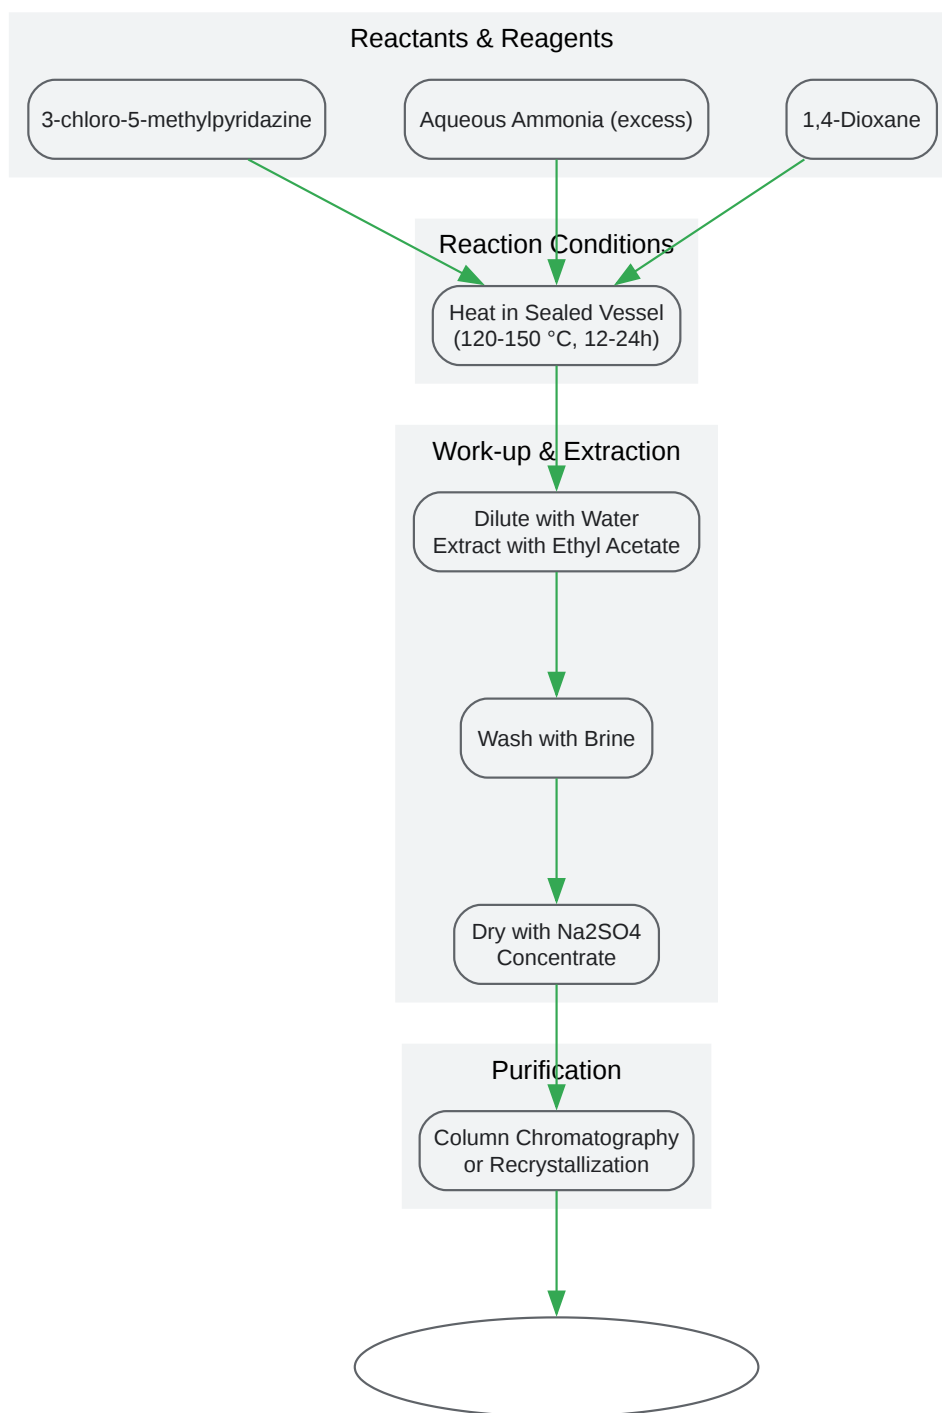 Reactants & Reagents
3-chloro-5-methylpyridazine
Aqueous Ammonia (excess)
1,4-Dioxane
Reaction Conditions
Heat in Sealed Vessel
(120-150 °C, 12-24h)
Work-up & Extraction
Dilute with Water
Extract with Ethyl Acetate
Wash with Brine
Dry with Na2SO4
Concentrate
Purification
Column Chromatography
or Recrystallization